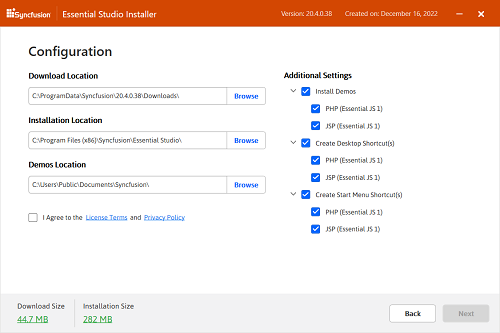 Syncfusion Essential Studio Installer Version: 20.4.0.38 Created on: December 16, 2022
Configuration
Download Location
C:\ProgramData\Syncfusion\20.4.0.38\Downloads\ Browse
Installation Location
C:\Program Files (x86)\Syncfusion\Essential Studio\ Browse
Demos Location
C:\Users\Public\Documents\Syncfusion\ Browse
I Agree to the License Terms and Privacy Policy
Additional Settings
Install Demos
PHP (Essential JS 1)
JSP (Essential JS 1)
Create Desktop Shortcut(s)
PHP (Essential JS 1)
JSP (Essential JS 1)
Create Start Menu Shortcut(s)
PHP (Essential JS 1)
JSP (Essential JS 1)
Download Size Installation Size
44.7 MB 282 MB
Back Next